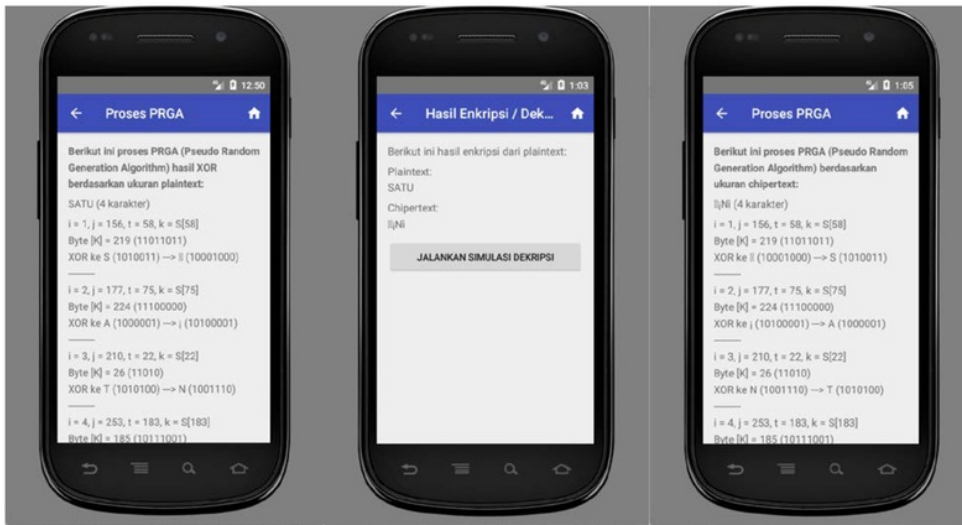 12.50
Proses PRGA
Berikut ini proses PRGA (Pseudo Random
Generation Algorithm) hasil XOR
berdasarkan ukuran plaintext:
SATU (4 karakter)
i = 1, j = 156, t = 58, k = S[58]
Byte [K] = 219 (11011011)
XOR ke S (1010011) —> (10001000)
i = 2, j = 177, t = 75, k = S[75]
Byte [K] = 224 (11100000)
XOR ke A (1000001) —> ¡ (10100001)
i = 3, j = 210, t = 22, k = S[22]
Byte [K] = 26 (11010)
XOR ke T (1010100) —> N (1001110)
i = 4, j = 253, t = 183, k = S[183]
Byte [K] = 185 (10111001)
1:03
Hasil Enkripsi / Dek...
Berikut ini hasil enkripsi dari plaintext:
Plaintext:
SATU
Chipertext:
¡Ni
JALANKAN SIMULASI DEKRIPSI
1:05
Proses PRGA
Berikut ini proses PRGA (Pseudo Random
Generation Algorithm) berdasarkan
ukuran chipertext:
¡Ni (4 karakter)
i = 1, j = 156, t = 58, k = S[58]
Byte [K] = 219 (11011011)
XOR ke (10001000) —> S (1010011)
i = 2, j = 177, t = 75, k = S[75]
Byte [K] = 224 (11100000)
XOR ke ¡ (10100001) —> A (1000001)
i = 3, j = 210, t = 22, k = S[22]
Byte [K] = 26 (11010)
XOR ke N (1001110) —> T (1010100)
i = 4, j = 253, t = 183, k = S[183]
Byte [K] = 185 (10111001)